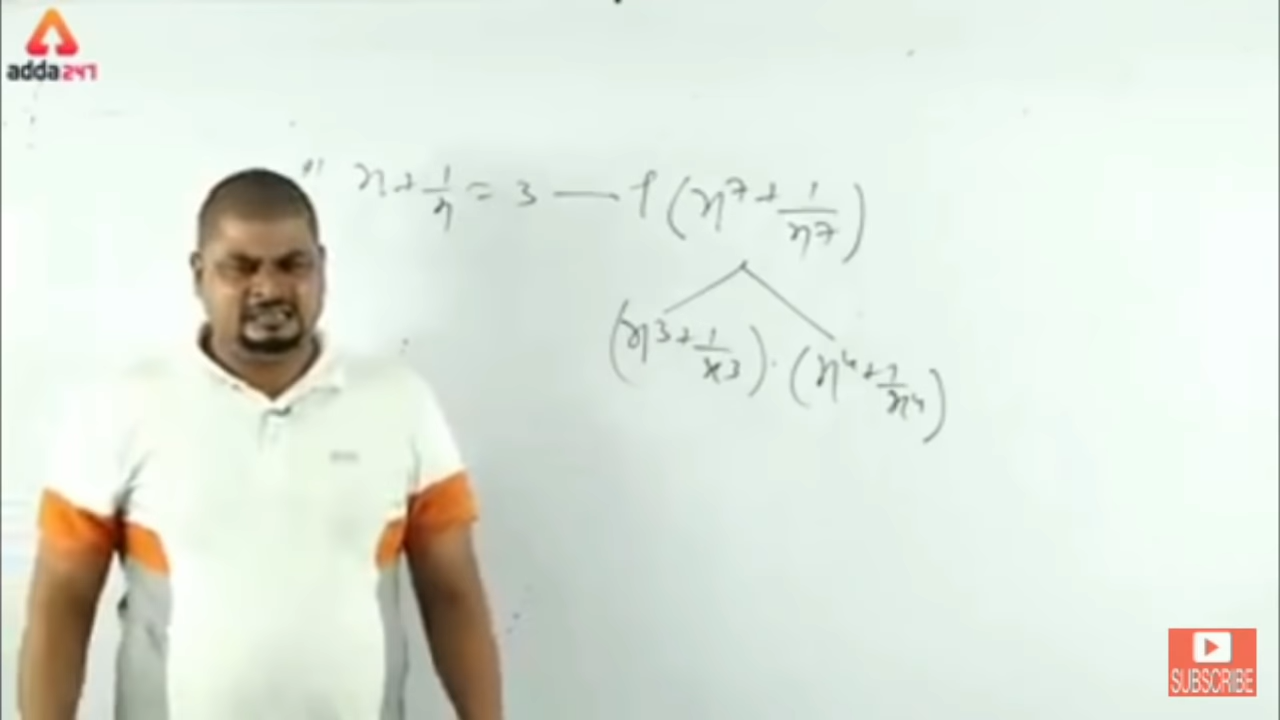 adda247
x + 1/x = 3 — f (x⁷ + 1/x⁷)
(x³ + 1/x³) · (x⁴ + 1/x⁴)
SUBSCRIBE